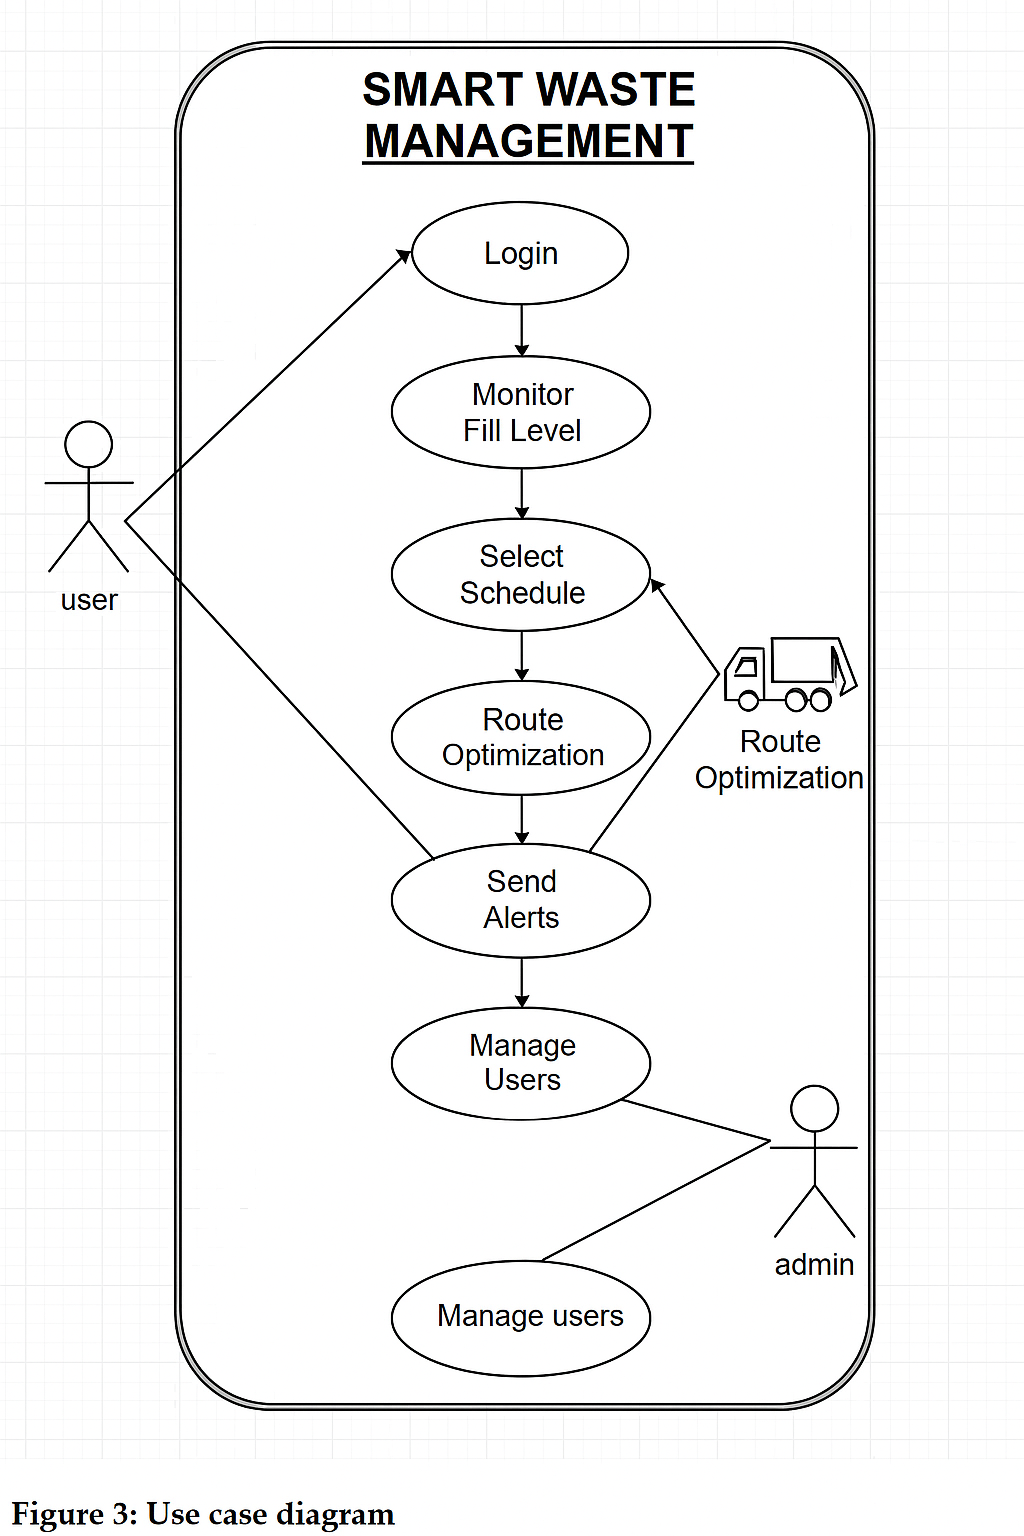 SMART WASTE
MANAGEMENT
Login
Monitor
Fill Level
Select
Schedule
user
Route
Optimization
Route
Optimization
Send
Alerts
Manage
Users
admin
Manage users
Figure 3: Use case diagram